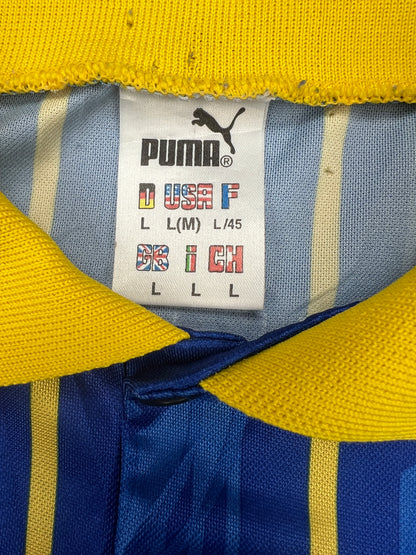 PUMA®
D USA F
L L(M) L/45
GB i CH
L L L